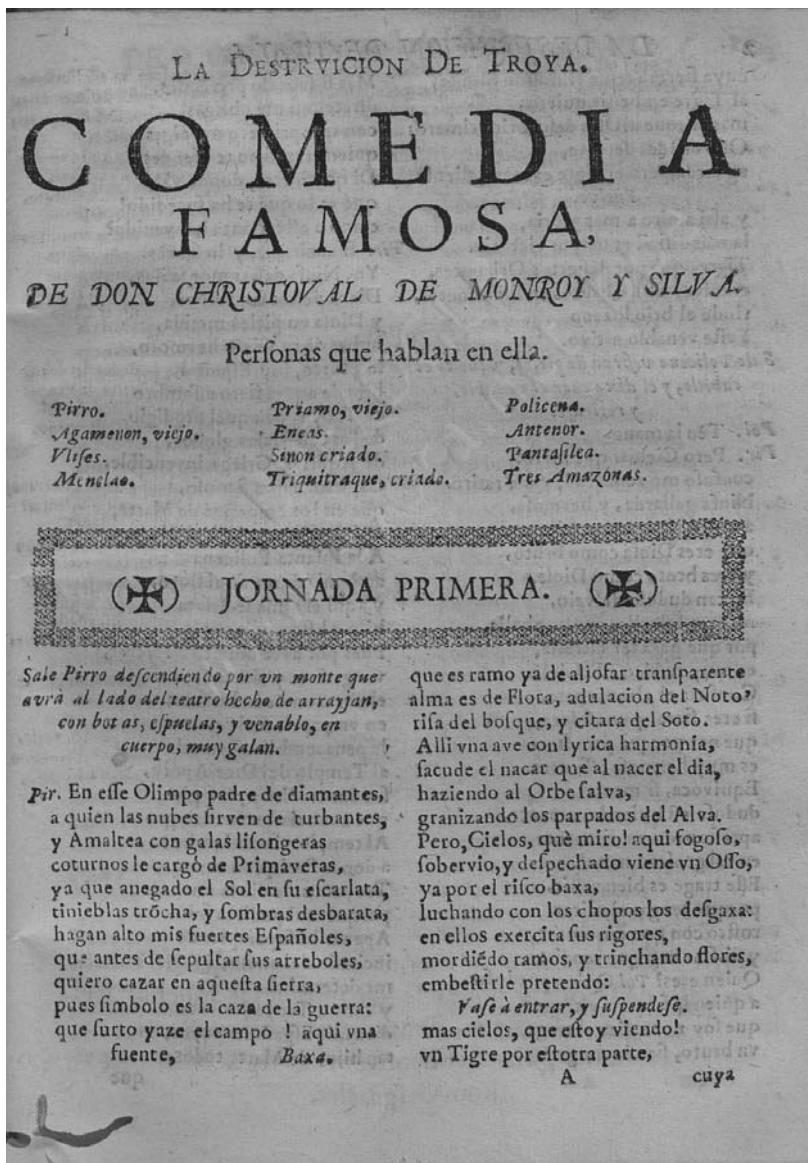 LA DESTRVICION DE TROYA.
COMEDIA
FAMOSA,
DE DON CHRISTOVAL DE MONROY Y SILVA.
Perſonas que hablan en ella.
Pirro. Priamo, viejo. Policena.
Agamenon, viejo. Eneas. Antenor.
Vliſes. Sinon criado. Pantaſilea.
Menelao. Triquitraque, criado. Tres Amazonas.
(✠) JORNADA PRIMERA. (✠)
Sale Pirro deſcendiendo por vn monte que
avrà al lado del teatro hecho de arrayjan,
con botas, eſpuelas, y venablo, en
cuerpo, muy galan.
Pir. En eſſe Olimpo padre de diamantes,
a quien las nubes ſirven de turbantes,
y Amaltea con galas liſongeras
coturnos le cargò de Primaveras,
ya que anegado el Sol en ſu eſcarlata,
tinieblas trõcha, y ſombras desbarata,
hagan alto mis fuertes Eſpañoles,
que antes de ſepultar ſus arreboles,
quiero cazar en aqueſta ſierra,
pues ſimbolo es la caza de la guerra:
que ſurto yaze el campo ! aqui vna
fuente, Baxa.
que es ramo ya de aljofar tranſparente
alma es de Flora, adulacion del Noto,
riſa del boſque, y citara del Soto.
Alli vna ave con lyrica harmonia,
ſacude el nacar que al nacer el dia,
haziendo al Orbe ſalva,
granizando los parpados del Alva.
Pero, Cielos, què miro! aqui fogoſo,
ſobervio, y deſpechado viene vn Oſſo,
ya por el riſco baxa,
luchando con los chopos los deſgaxa:
en ellos exercita ſus rigores,
mordiédo ramos, y trinchando flores,
embeſtirle pretendo:
Vaſe à entrar, y ſuſpendeſe.
mas cielos, que eſtoy viendo!
vn Tigre por eſtotra parte,
A cuya